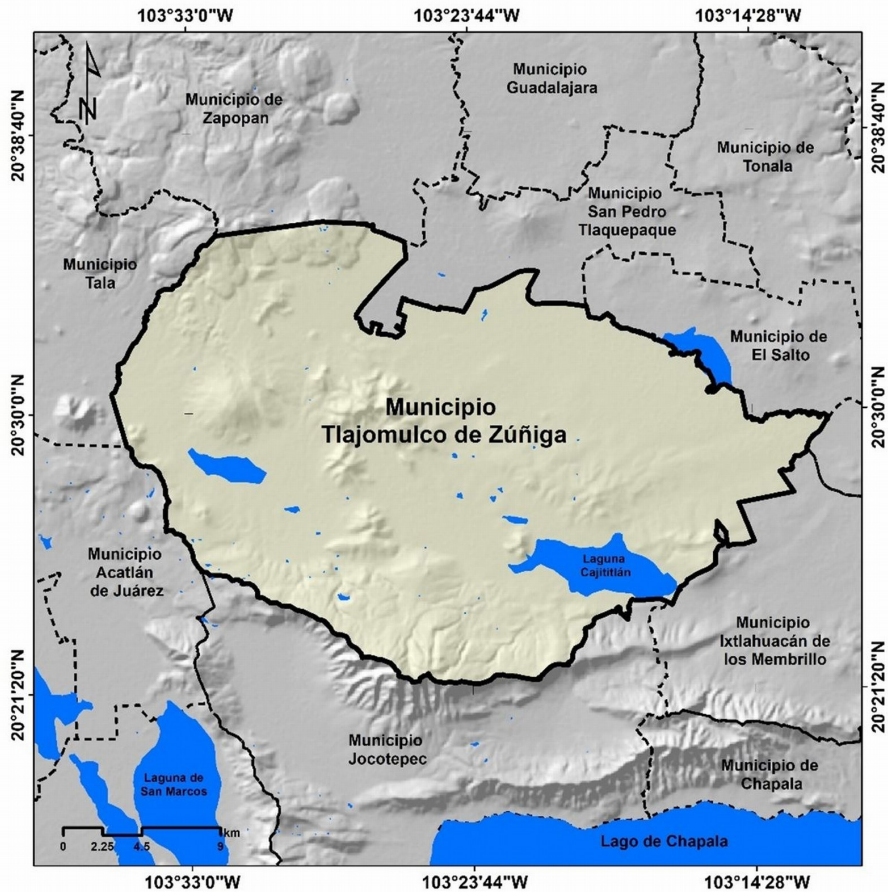 103°33'0"W 103°23'44"W 103°14'28"W
N
20°38'40"N
20°38'40"N
Municipio de
Zapopan
Municipio
Guadalajara
Municipio de
Tonala
Municipio
San Pedro
Tlaquepaque
Municipio
Tala
Municipio de
El Salto
20°30'0"N
20°30'0"N
Municipio
Tlajomulco de Zúñiga
Laguna
Cajititlán
Municipio
Acatlán
de Juárez
Municipio
Ixtlahuacán de
los Membrillo
20°21'20"N
20°21'20"N
Municipio
Jocotepec
Municipio de
Chapala
Laguna de
San Marcos
km
0 2.25 4.5 9
Lago de Chapala
103°33'0"W 103°23'44"W 103°14'28"W